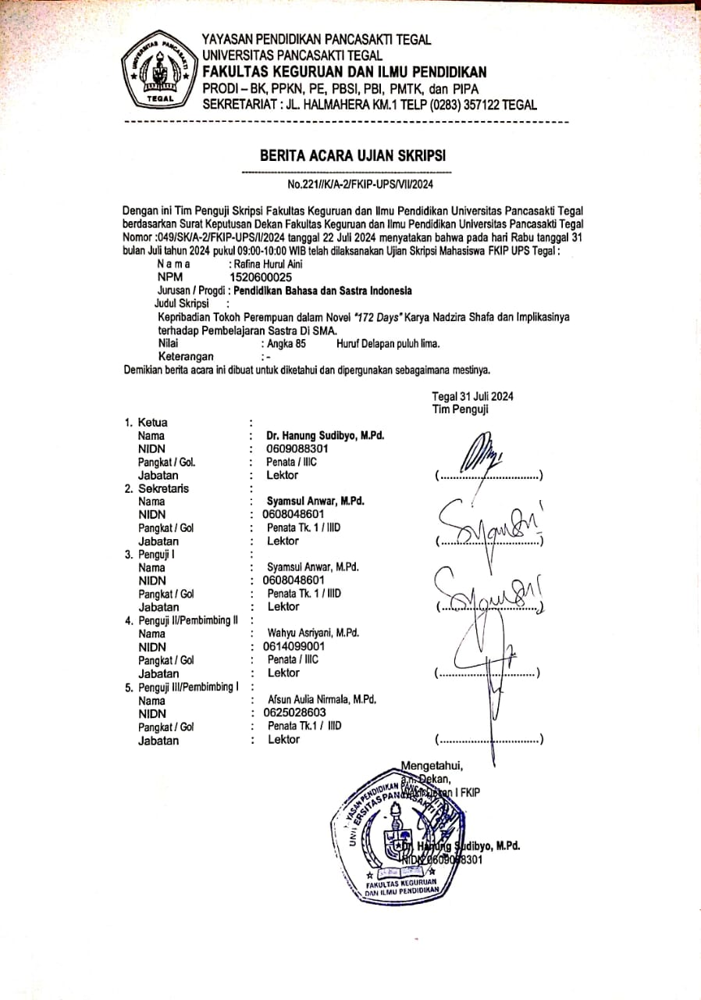 UNIVERSITAS PANCASAKTI
TEGAL
YAYASAN PENDIDIKAN PANCASAKTI TEGAL
UNIVERSITAS PANCASAKTI TEGAL
FAKULTAS KEGURUAN DAN ILMU PENDIDIKAN
PRODI – BK, PPKN, PE, PBSI, PBI, PMTK, dan PIPA
SEKRETARIAT : JL. HALMAHERA KM.1 TELP (0283) 357122 TEGAL
BERITA ACARA UJIAN SKRIPSI
No.221//K/A-2/FKIP-UPS/VII/2024
Dengan ini Tim Penguji Skripsi Fakultas Keguruan dan Ilmu Pendidikan Universitas Pancasakti Tegal
berdasarkan Surat Keputusan Dekan Fakultas Keguruan dan Ilmu Pendidikan Universitas Pancasakti Tegal
Nomor :049/SK/A-2/FKIP-UPS/I/2024 tanggal 22 Juli 2024 menyatakan bahwa pada hari Rabu tanggal 31
bulan Juli tahun 2024 pukul 09:00-10:00 WIB telah dilaksanakan Ujian Skripsi Mahasiswa FKIP UPS Tegal :
N a m a : Rafina Hurul Aini
NPM 1520600025
Jurusan / Progdi : Pendidikan Bahasa dan Sastra Indonesia
Judul Skripsi :
Kepribadian Tokoh Perempuan dalam Novel "172 Days" Karya Nadzira Shafa dan Implikasinya
terhadap Pembelajaran Sastra Di SMA.
Nilai : Angka 85 Huruf Delapan puluh lima.
Keterangan : -
Demikian berita acara ini dibuat untuk diketahui dan dipergunakan sebagaimana mestinya.
Tegal 31 Juli 2024
Tim Penguji
1. Ketua :
Nama : Dr. Hanung Sudibyo, M.Pd.
NIDN : 0609088301
Pangkat / Gol. : Penata / IIIC
Jabatan : Lektor (................................)
2. Sekretaris :
Nama : Syamsul Anwar, M.Pd.
NIDN : 0608048601
Pangkat / Gol : Penata Tk. 1 / IIID
Jabatan : Lektor (................................)
3. Penguji I :
Nama : Syamsul Anwar, M.Pd.
NIDN : 0608048601
Pangkat / Gol : Penata Tk. 1 / IIID
Jabatan : Lektor (................................)
4. Penguji II/Pembimbing II :
Nama : Wahyu Asriyani, M.Pd.
NIDN : 0614099001
Pangkat / Gol : Penata / IIIC
Jabatan : Lektor (................................)
5. Penguji III/Pembimbing I :
Nama : Afsun Aulia Nirmala, M.Pd.
NIDN : 0625028603
Pangkat / Gol : Penata Tk.1 / IIID
Jabatan : Lektor (................................)
Mengetahui,
a.n. Dekan,
Wakil Dekan I FKIP
Dr. Hanung Sudibyo, M.Pd.
NIDN 0609088301
YAYASAN PENDIDIKAN PANCASAKTI TEGAL
UNIVERSITAS PANCASAKTI TEGAL
FAKULTAS KEGURUAN
DAN ILMU PENDIDIKAN